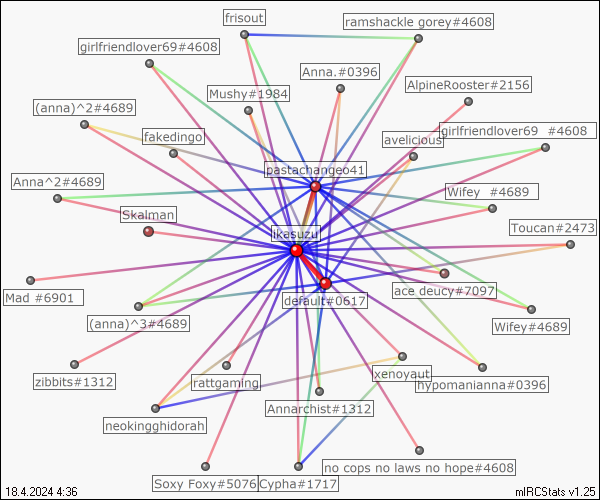 frisout
ramshackle gorey#4608
girlfriendlover69#4608
Anna.#0396
AlpineRooster#2156
Mushy#1984
(anna)^2#4689
fakedingo
avelicious
girlfriendlover69 #4608
pastachangeo41
Anna^2#4689
Wifey #4689
Skalman
Toucan#2473
ikasuzu
ace deucy#7097
Mad #6901
default#0617
(anna)^3#4689
Wifey#4689
zibbits#1312
rattgaming
xenoyaut
hypomanianna#0396
Annarchist#1312
neokingghidorah
Soxy Foxy#5076
Cypha#1717
no cops no laws no hope#4608
18.4.2024 4:36
mIRCStats v1.25